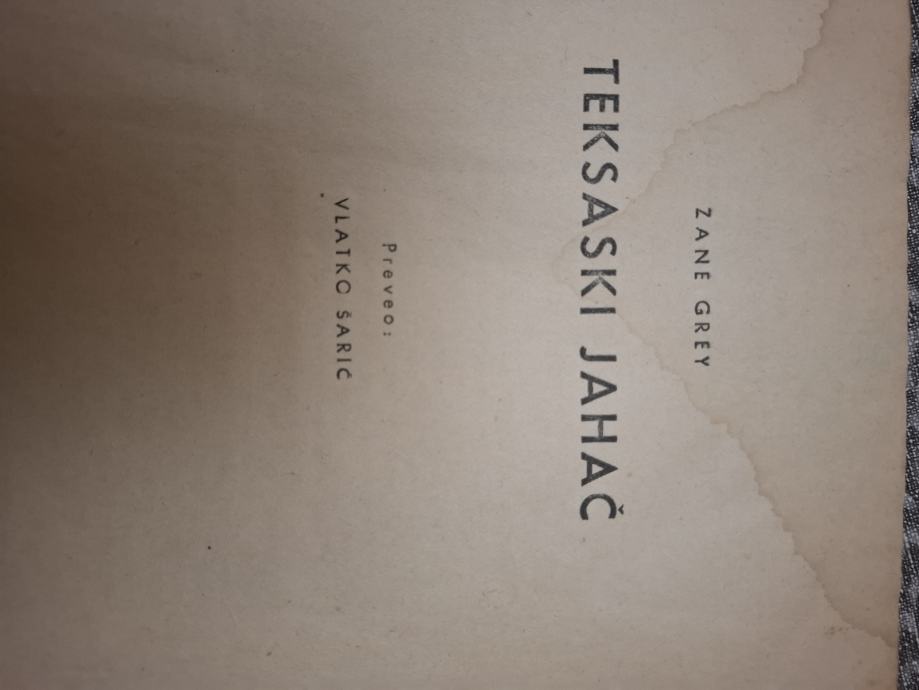 ZANE GREY
TEKSASKI JAHAČ
Preveo:
VLATKO ŠARIĆ